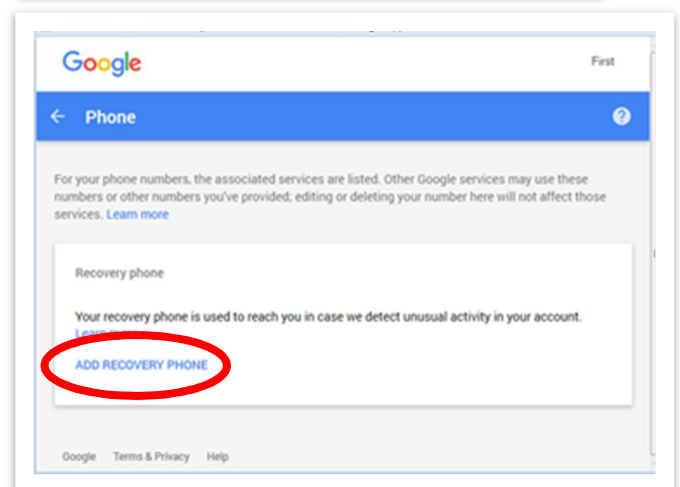 Google
First
← Phone
For your phone numbers, the associated services are listed. Other Google services may use these
numbers or other numbers you've provided; editing or deleting your number here will not affect those
services. Learn more
Recovery phone
Your recovery phone is used to reach you in case we detect unusual activity in your account.
Learn more
ADD RECOVERY PHONE
Google Terms & Privacy Help